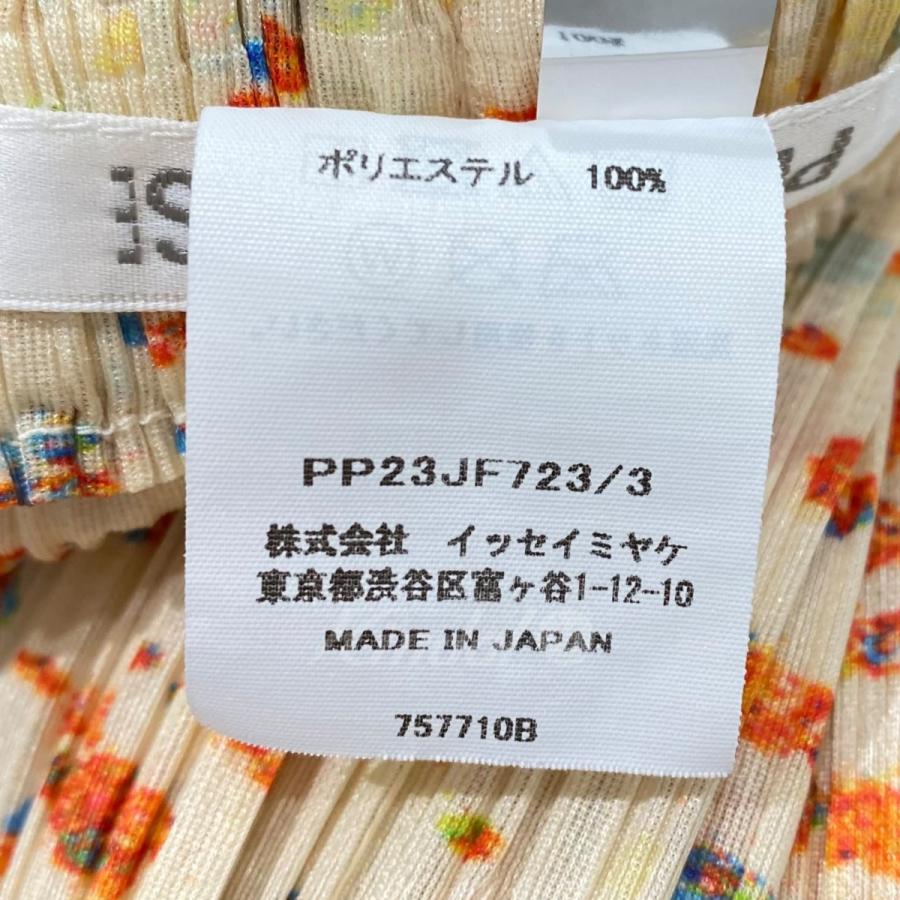 100%
ポリエステル 100%
PP23JF723/3
株式会社 イッセイミヤケ
東京都渋谷区富ヶ谷1-12-10
MADE IN JAPAN
757710B